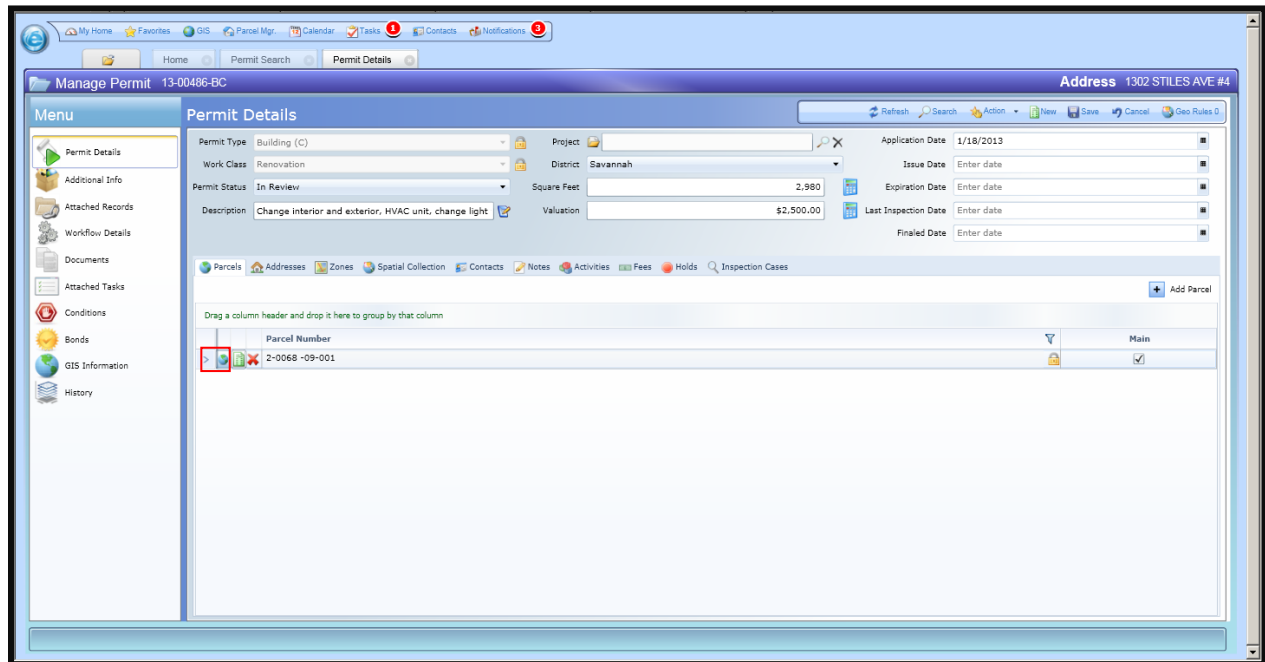 My Home Favorites GIS Parcel Mgr. Calendar Tasks 1 Contacts Notifications 3
Home Permit Search Permit Details
Manage Permit 13-00486-BC Address 1302 STILES AVE #4
Menu
Permit Details
Additional Info
Attached Records
Workflow Details
Documents
Attached Tasks
Conditions
Bonds
GIS Information
History
Permit Details Refresh Search Action New Save Cancel Geo Rules 0
Permit Type Building (C) Project Application Date 1/18/2013
Work Class Renovation District Savannah Issue Date Enter date
Permit Status In Review Square Feet 2,980 Expiration Date Enter date
Description Change interior and exterior, HVAC unit, change light Valuation $2,500.00 Last Inspection Date Enter date
Finaled Date Enter date
Parcels Addresses Zones Spatial Collection Contacts Notes Activities Fees Holds Inspection Cases
Add Parcel
Drag a column header and drop it here to group by that column
Parcel Number Main
2-0068 -09-001